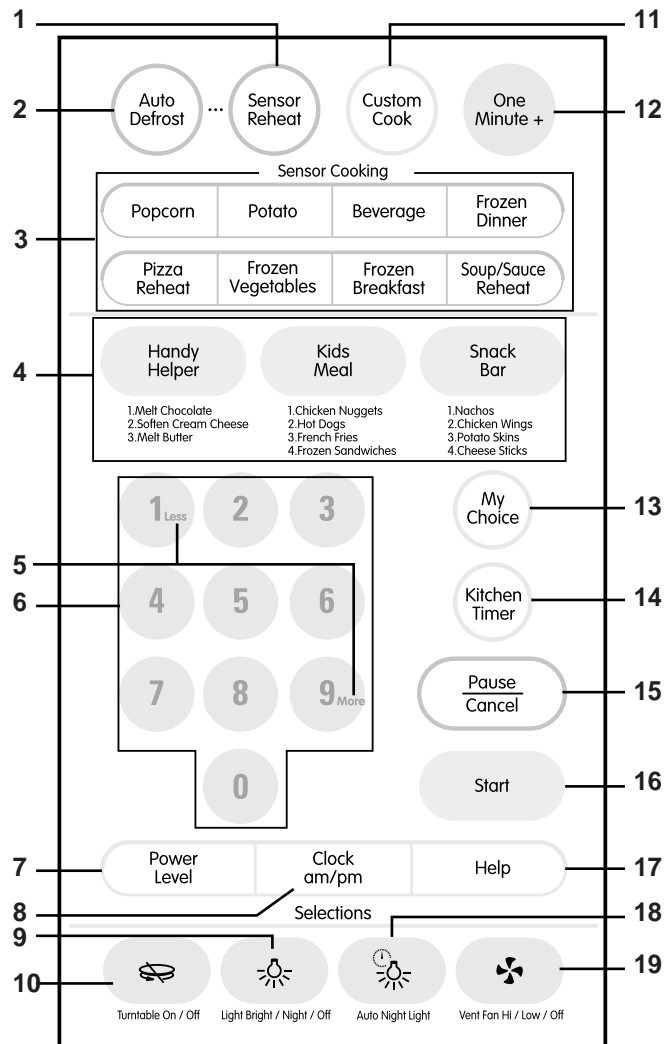 1
11
2
Auto
Defrost
...
Sensor
Reheat
Custom
Cook
One
Minute +
12
Sensor Cooking
3
Popcorn
Potato
Beverage
Frozen
Dinner
Pizza
Reheat
Frozen
Vegetables
Frozen
Breakfast
Soup/Sauce
Reheat
4
Handy
Helper
Kids
Meal
Snack
Bar
1.Melt Chocolate
2.Soften Cream Cheese
3.Melt Butter
1.Chicken Nuggets
2.Hot Dogs
3.French Fries
4.Frozen Sandwiches
1.Nachos
2.Chicken Wings
3.Potato Skins
4.Cheese Sticks
1 Less
2
3
My
Choice
13
5
6
4
5
6
Kitchen
Timer
14
7
8
9 More
Pause
Cancel
15
0
Start
16
7
Power
Level
Clock
am/pm
Help
17
8
Selections
18
9
10
19
Turntable On / Off
Light Bright / Night / Off
Auto Night Light
Vent Fan Hi / Low / Off